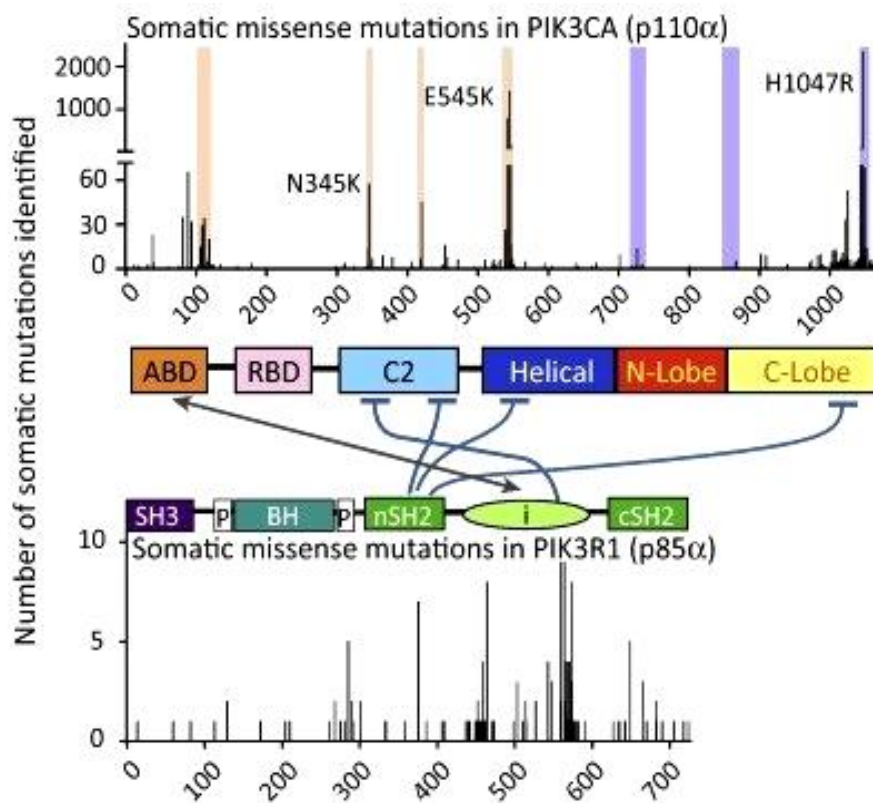 Somatic missense mutations in PIK3CA (p110α)
2000
1000
60
30
0
E545K
H1047R
N345K
0 100 200 300 400 500 600 700 800 900 1000
Number of somatic mutations identified
ABD RBD C2 Helical N-Lobe C-Lobe
SH3 P BH P nSH2 i cSH2
10
Somatic missense mutations in PIK3R1 (p85α)
5
0
0 100 200 300 400 500 600 700